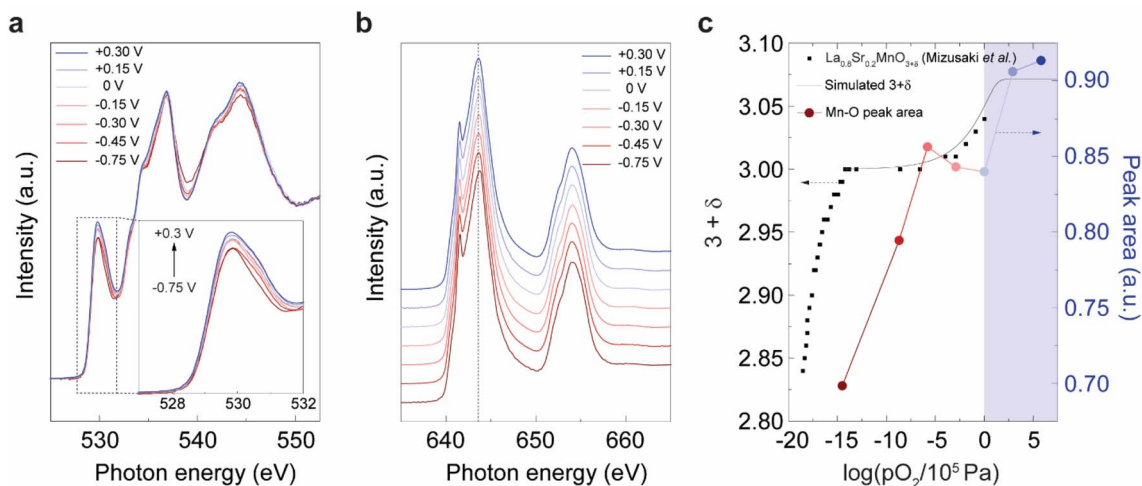 a
+0.30 V
+0.15 V
0 V
-0.15 V
-0.30 V
-0.45 V
-0.75 V
+0.3 V
-0.75 V
528 530 532
530 540 550
Photon energy (eV)
Intensity (a.u.)
b
+0.30 V
+0.15 V
0 V
-0.15 V
-0.30 V
-0.45 V
-0.75 V
640 650 660
Photon energy (eV)
Intensity (a.u.)
c
La0.8Sr0.2MnO3+δ (Mizusaki et al.)
Simulated 3+δ
Mn-O peak area
3.10
3.05
3.00
2.95
2.90
2.85
2.80
3 + δ
0.90
0.85
0.80
0.75
0.70
Peak area (a.u.)
-20 -15 -10 -5 0 5
log(pO2/10^5 Pa)